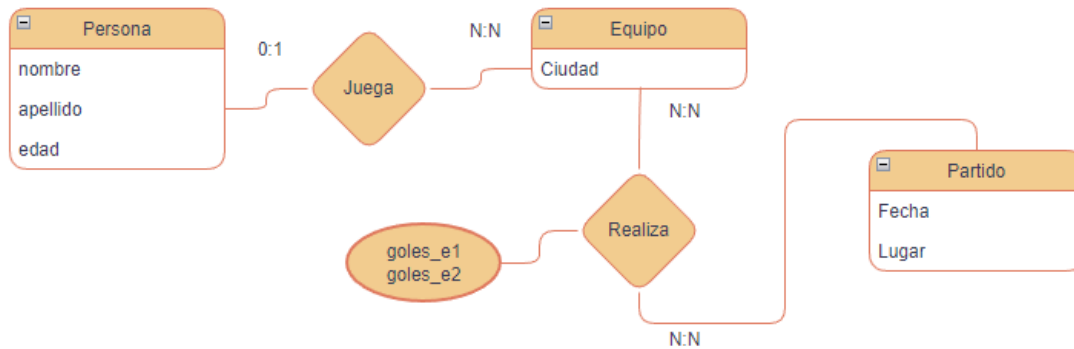 Persona
nombre
apellido
edad
0:1
Juega
N:N
Equipo
Ciudad
N:N
Realiza
goles_e1
goles_e2
N:N
Partido
Fecha
Lugar